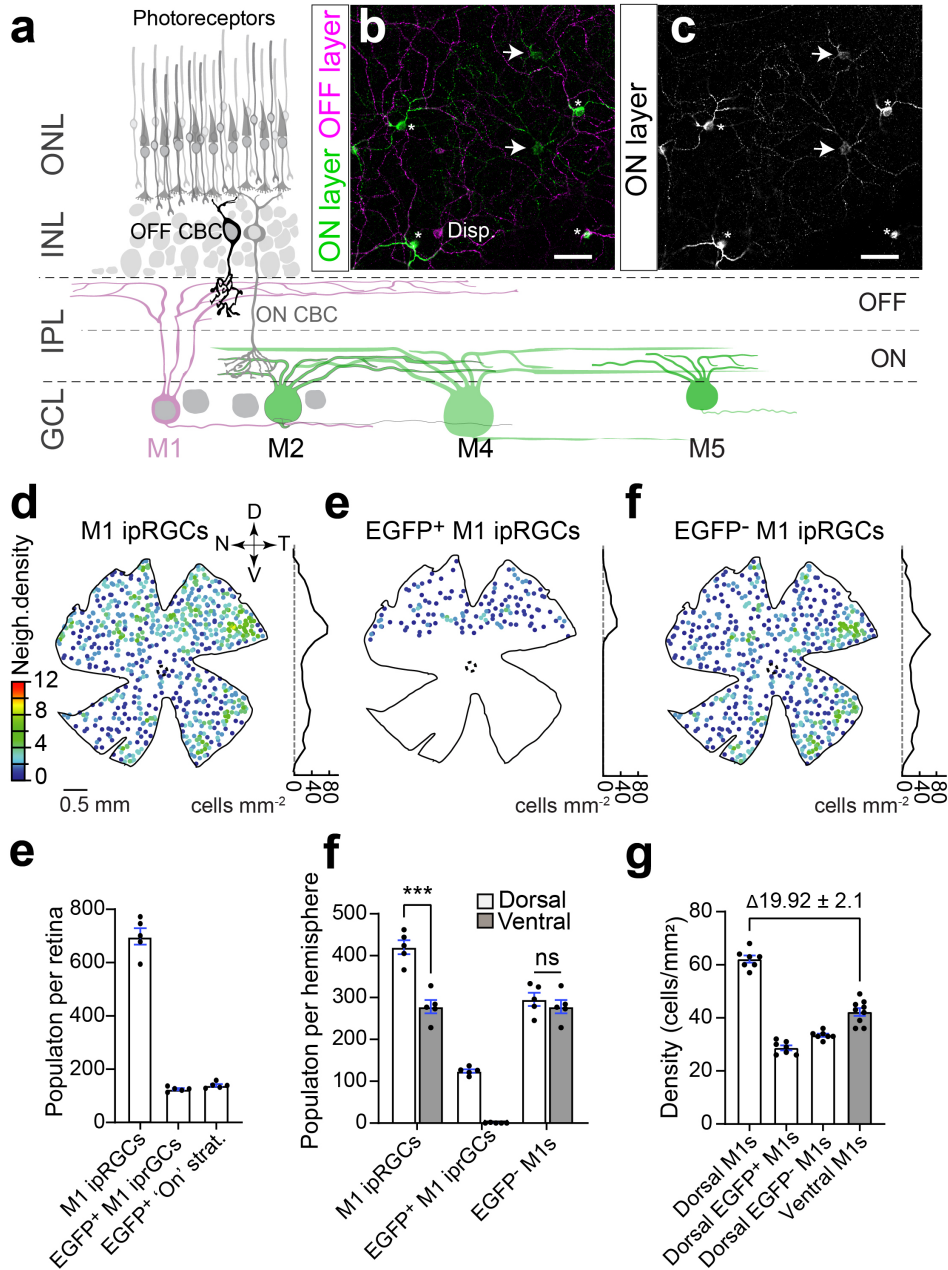 a
Photoreceptors
ONL
INL
IPL
GCL
OFF CBC
ON CBC
OFF
ON
M1
M2
M4
M5
b
ON layer OFF layer
*
*
*
Disp.
c
ON layer
*
*
*
*
d
M1 ipRGCs
D
N
T
V
Neigh.density
12
8
4
0
0.5 mm
cells mm-2
0
40
80
e
EGFP+ M1 ipRGCs
cells mm-2
0
40
80
f
EGFP- M1 ipRGCs
cells mm-2
0
40
80
e
Populaton per retina
800
600
400
200
0
M1 ipRGCs
EGFP+ M1 iprGCs
EGFP+ 'On' strat.
f
Populaton per hemisphere
500
400
300
200
100
0
***
Dorsal
Ventral
ns
M1 ipRGCs
EGFP+ M1 iprGCs
EGFP- M1s
g
Δ19.92 ± 2.1
Density (cells/mm²)
80
60
40
20
0
Dorsal M1s
Dorsal EGFP+ M1s
Dorsal EGFP- M1s
Ventral M1s